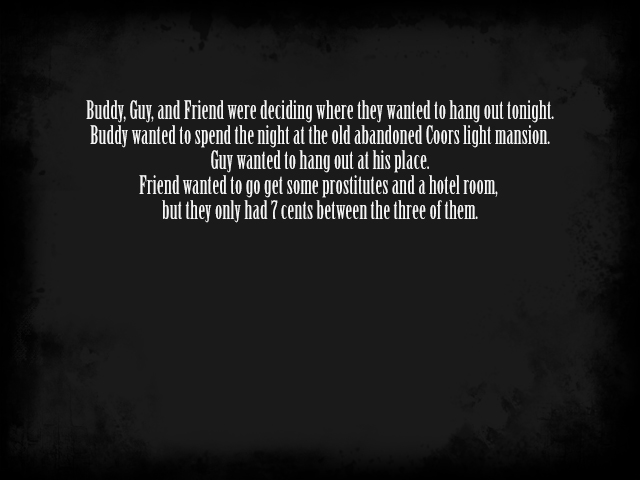 Buddy, Guy, and Friend were deciding where they wanted to hang out tonight.
Buddy wanted to spend the night at the old abandoned Coors light mansion.
Guy wanted to hang out at his place.
Friend wanted to go get some prostitutes and a hotel room,
but they only had 7 cents between the three of them.